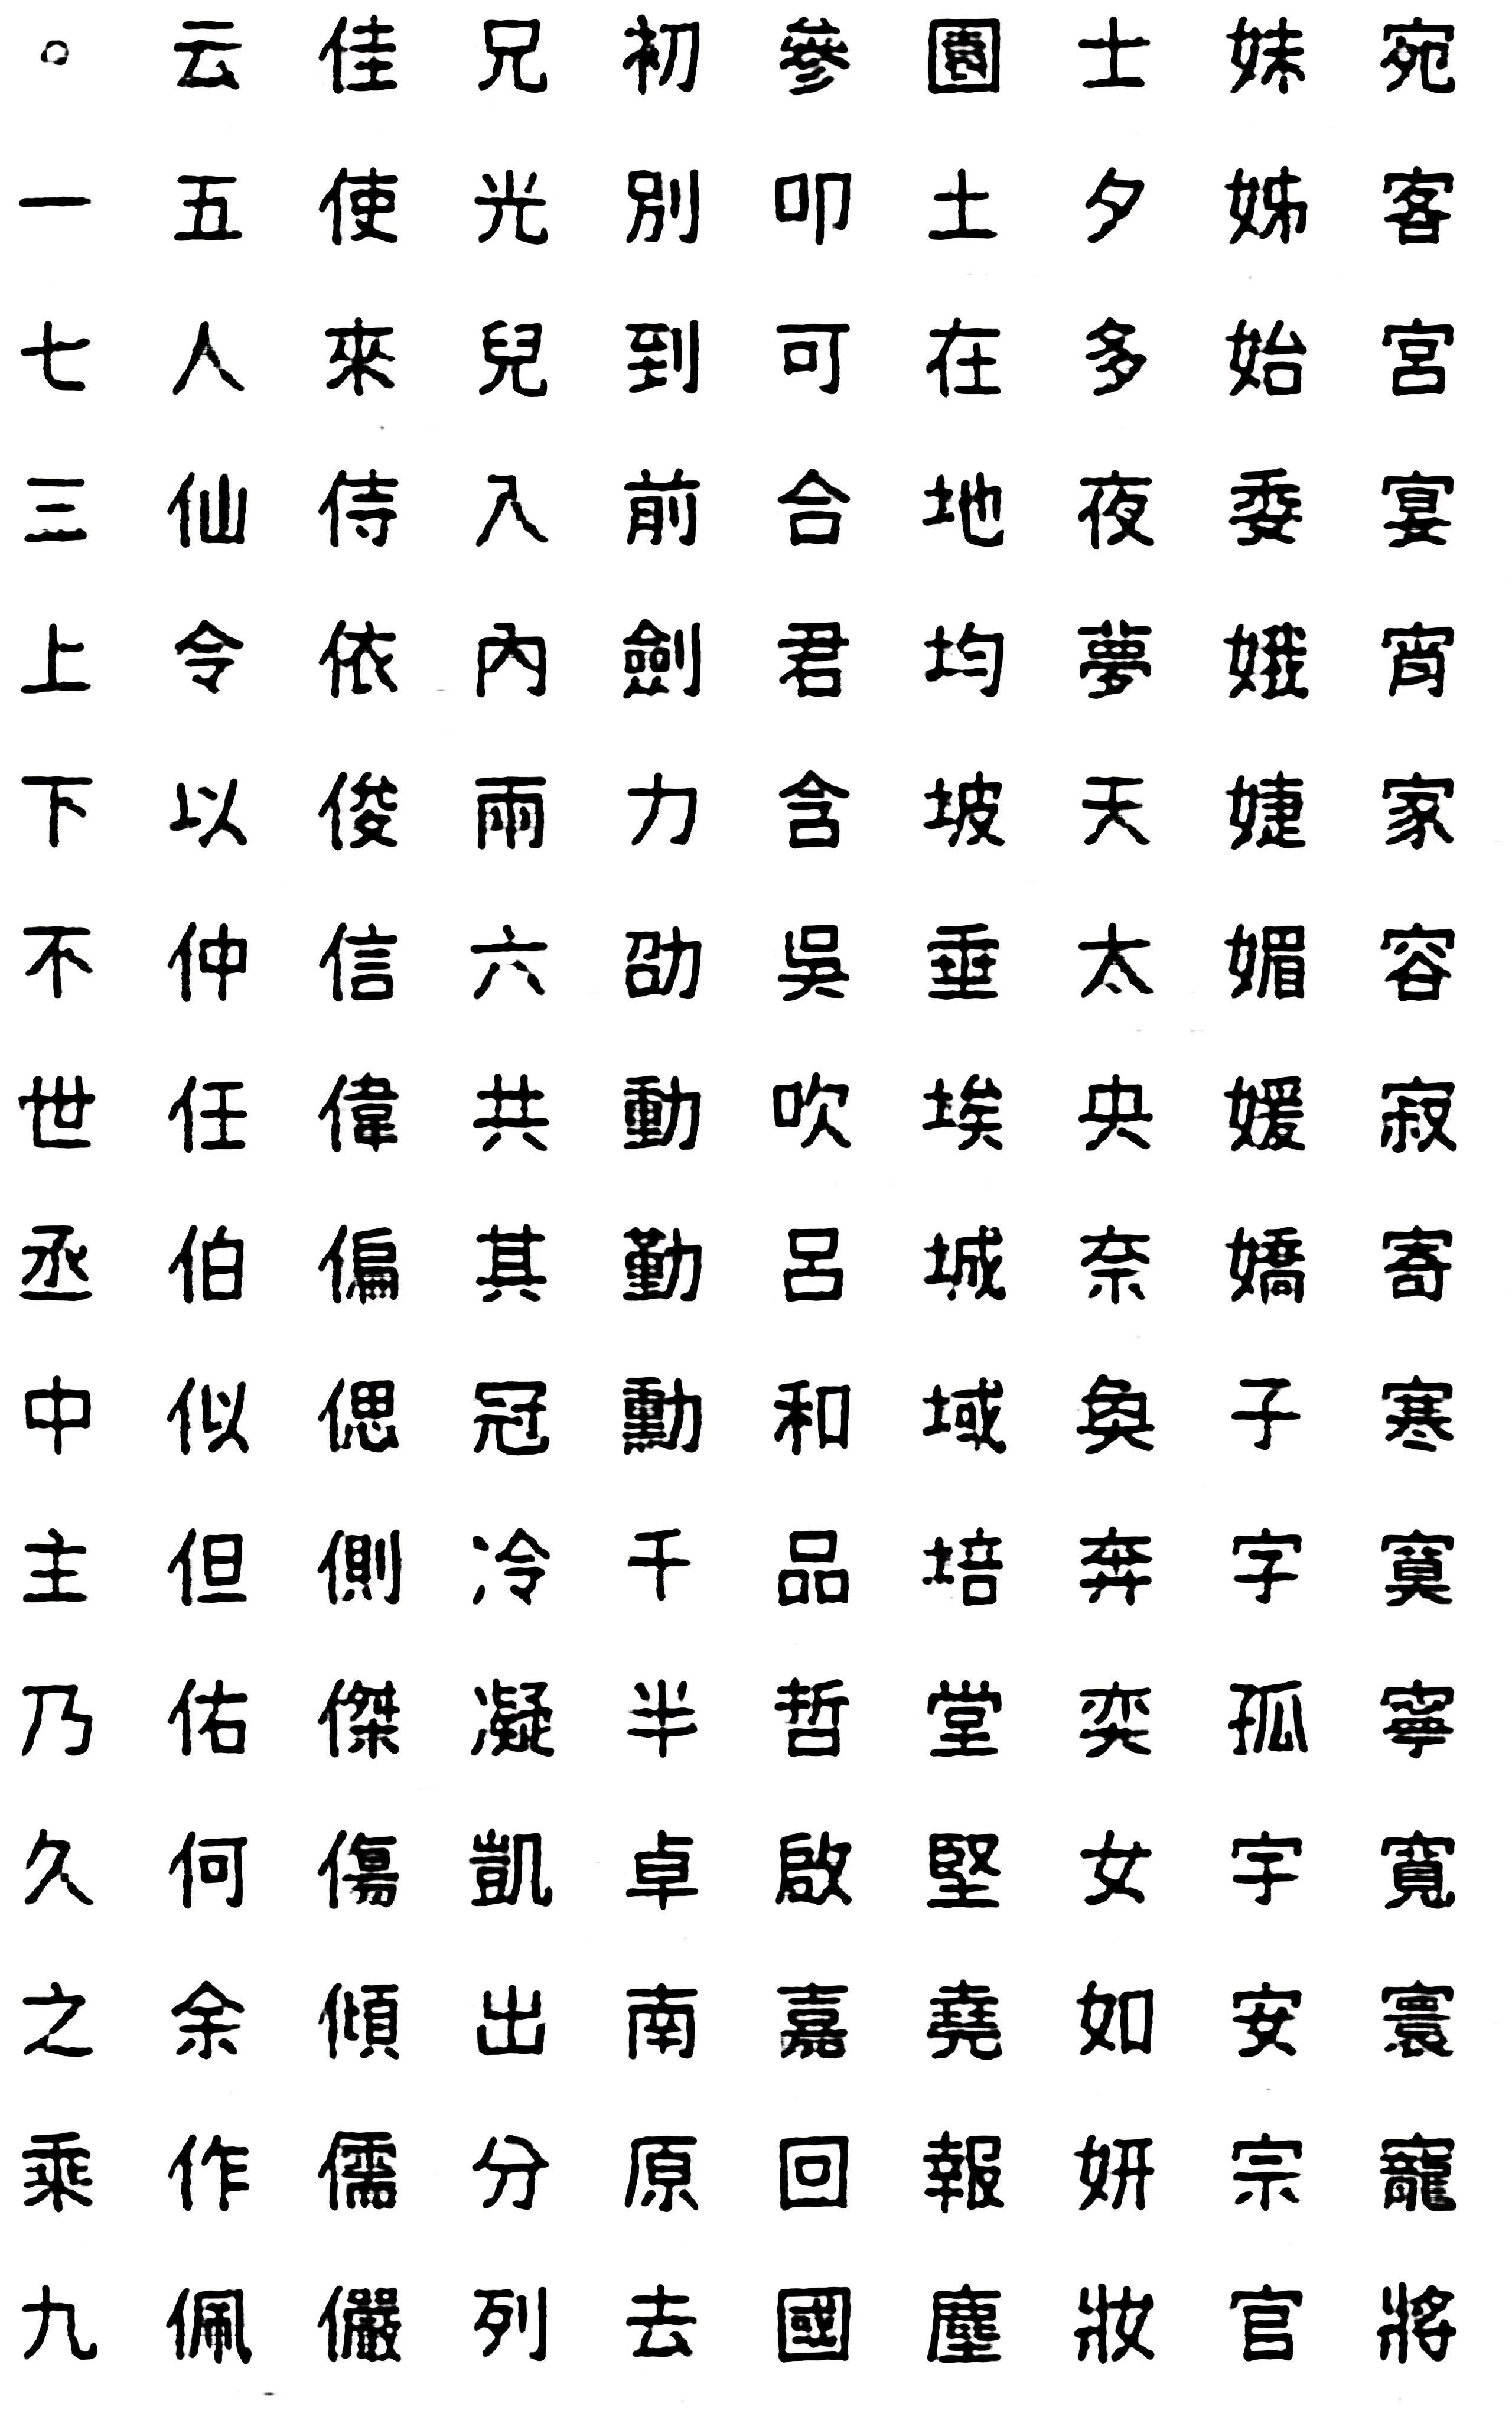 。云佳兄初參園士妹宛
一五使光別叩土夕姊客
七人來兒到可在多始宮
三仙侍入前合地夜委宴
上令依內劍君均夢娥宵
下以俊兩力含坡天婕家
不仲信六劭吳垂太媚容
世任偉共動吹埃央媛寂
丞伯偏其勤呂城奈嬌寄
中似偲冠勳和域奐子寒
主但側冷千品培奔字寞
乃佑傑凝半哲堂奕孤寧
久何傷凱卓啟堅女宇寬
之余傾出南嘉堯如安寰
乘作儒分原回報妍宗寵
九佩儼列去國塵妝官將